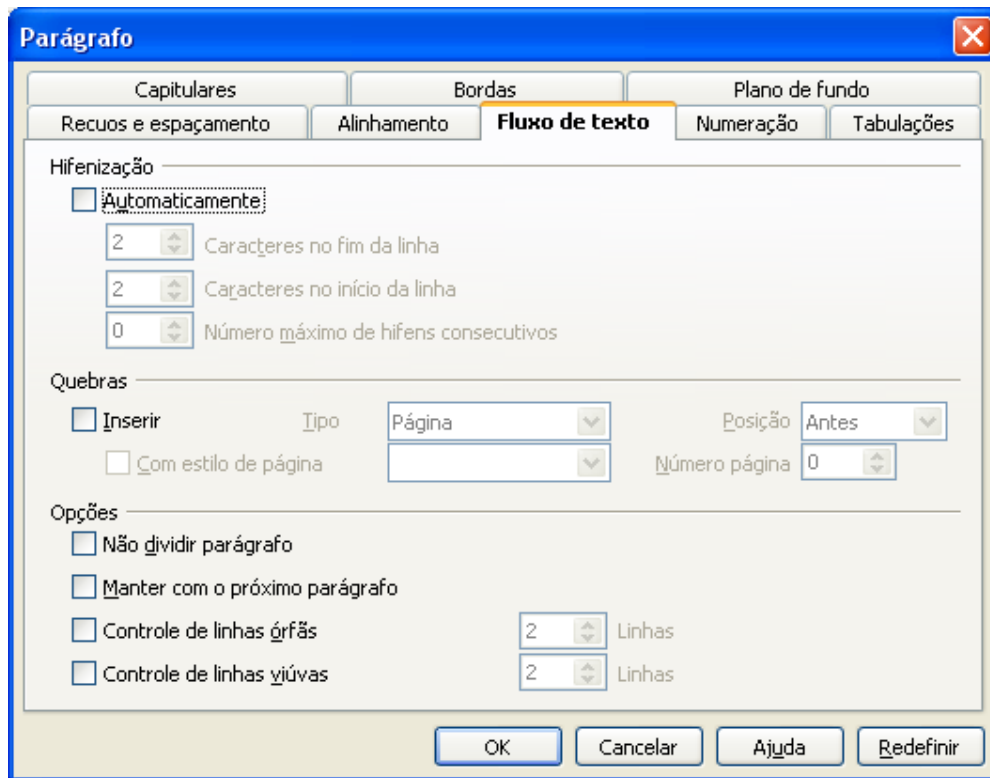 Parágrafo
Capitulares Bordas Plano de fundo
Recuos e espaçamento Alinhamento Fluxo de texto Numeração Tabulações
Hifenização
Automaticamente
2 Caracteres no fim da linha
2 Caracteres no início da linha
0 Número máximo de hifens consecutivos
Quebras
Inserir Tipo Página Posição Antes
Com estilo de página Número página 0
Opções
Não dividir parágrafo
Manter com o próximo parágrafo
Controle de linhas órfãs 2 Linhas
Controle de linhas viúvas 2 Linhas
OK Cancelar Ajuda Redefinir